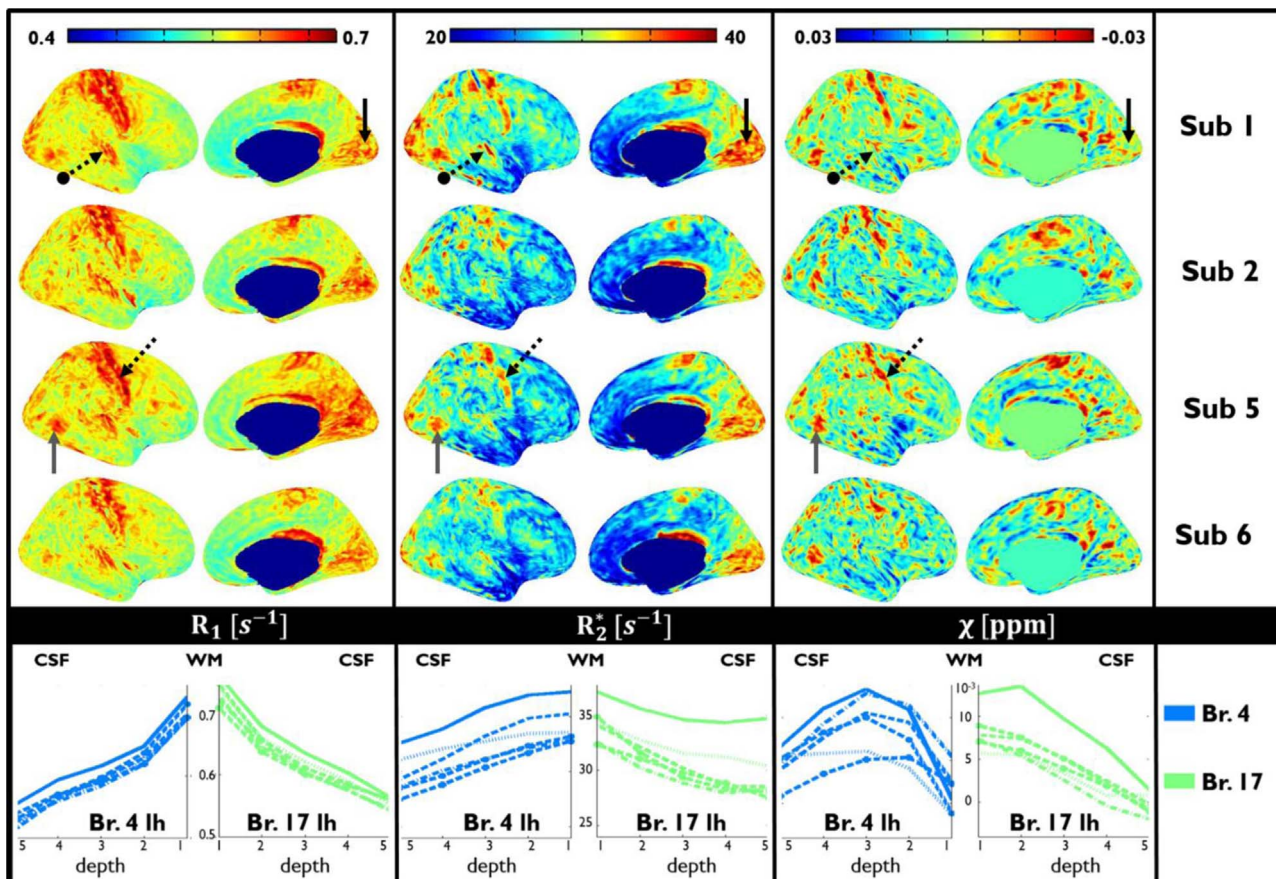 0.4 0.7 20 40 0.03 -0.03
Sub 1
Sub 2
Sub 5
Sub 6
R₁ [s⁻¹] R₂* [s⁻¹] χ [ppm]
CSF WM CSF CSF WM CSF CSF WM CSF
10⁻³
0.7 35 10
0.6 30 5
0.5 25 0
Br. 4 lh Br. 17 lh Br. 4 lh Br. 17 lh Br. 4 lh Br. 17 lh
5 4 3 2 1 1 2 3 4 5 5 4 3 2 1 1 2 3 4 5 5 4 3 2 1 1 2 3 4 5
depth depth depth depth depth depth
Br. 4
Br. 17